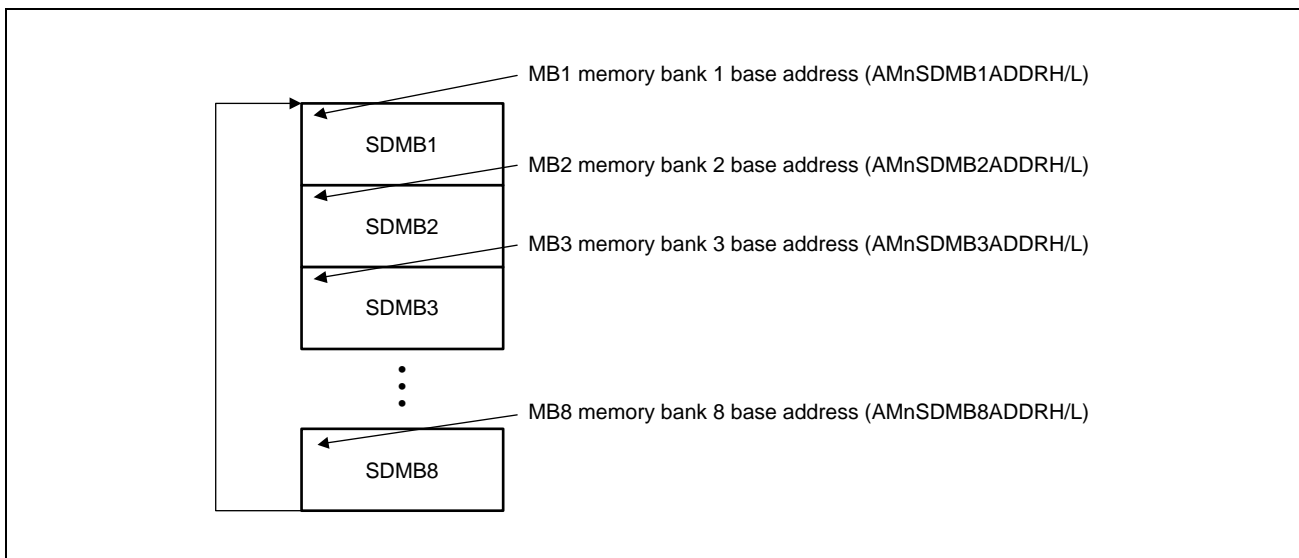 MB1 memory bank 1 base address (AMnSDMB1ADDRH/L)
SDMB1
MB2 memory bank 2 base address (AMnSDMB2ADDRH/L)
SDMB2
MB3 memory bank 3 base address (AMnSDMB3ADDRH/L)
SDMB3
MB8 memory bank 8 base address (AMnSDMB8ADDRH/L)
SDMB8